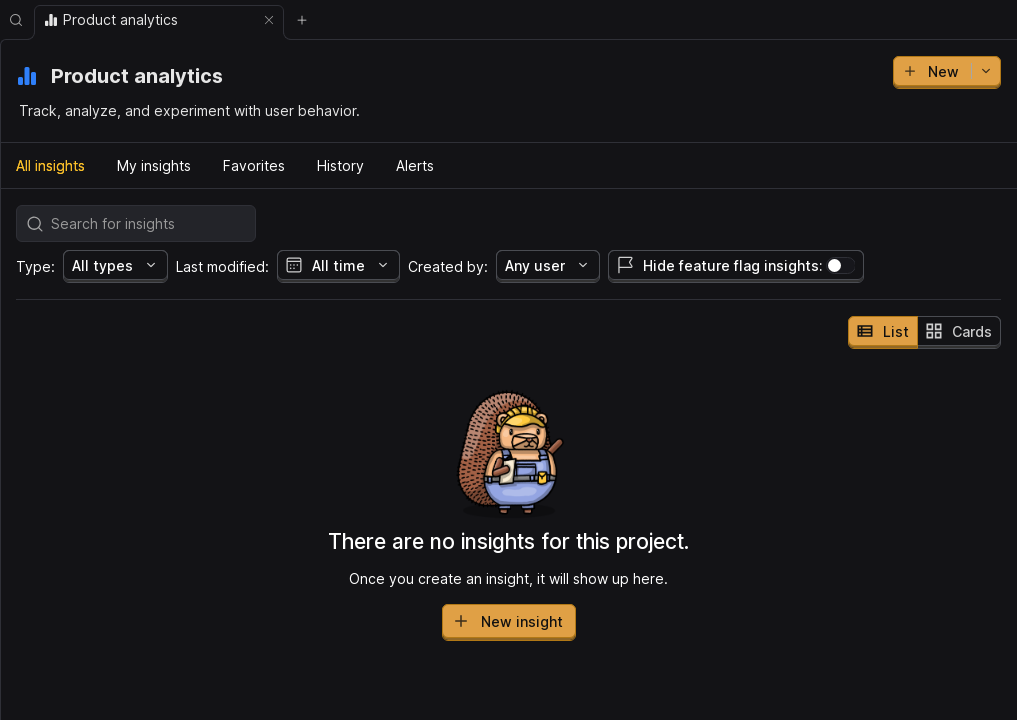 Product analytics
Product analytics
New
Track, analyze, and experiment with user behavior.
All insights My insights Favorites History Alerts
Search for insights
Type: All types Last modified: All time Created by: Any user Hide feature flag insights:
List Cards
There are no insights for this project.
Once you create an insight, it will show up here.
New insight